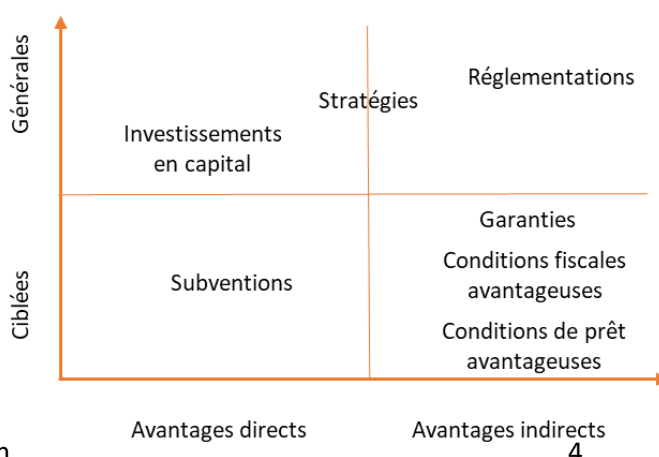 Générales
Réglementations
Stratégies
Investissements
en capital
Garanties
Ciblées
Subventions
Conditions fiscales
avantageuses
Conditions de prêt
avantageuses
Avantages directs
Avantages indirects
4